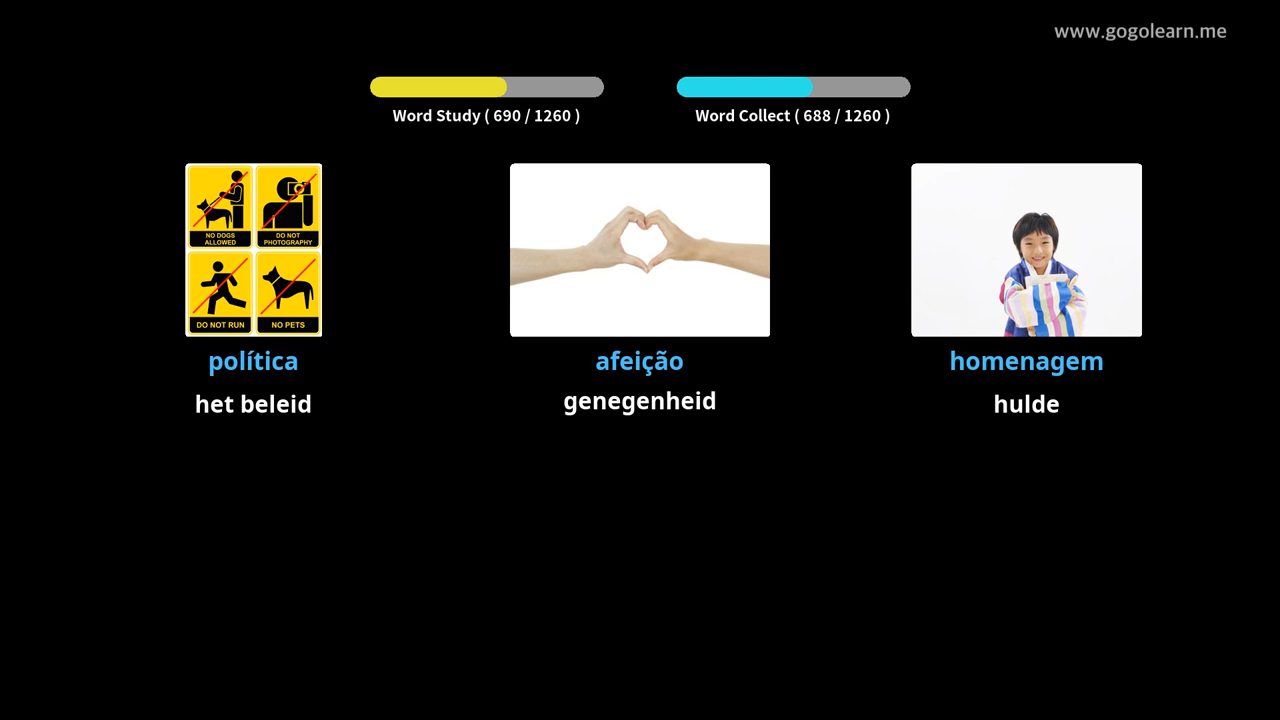 www.gogolearn.me
Word Study ( 690 / 1260 )
Word Collect ( 688 / 1260 )
NO DOGS
ALLOWED
DO NOT
PHOTOGRAPHY
DO NOT RUN
NO PETS
política
afeição
homenagem
het beleid
genegenheid
hulde